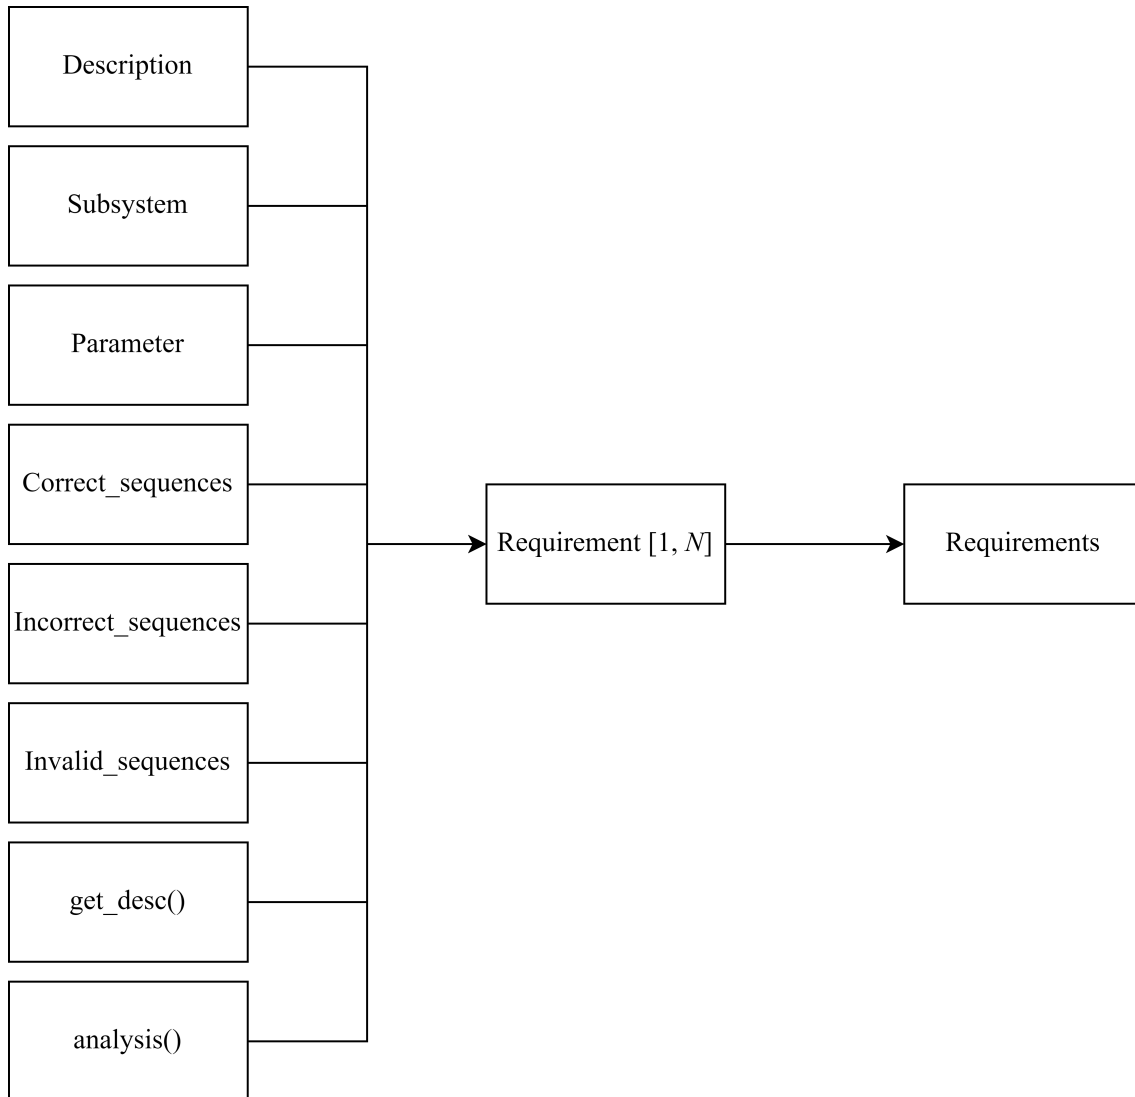 Description
Subsystem
Parameter
Correct_sequences
Incorrect_sequences
Invalid_sequences
get_desc()
analysis()
Requirement [1, N]
Requirements